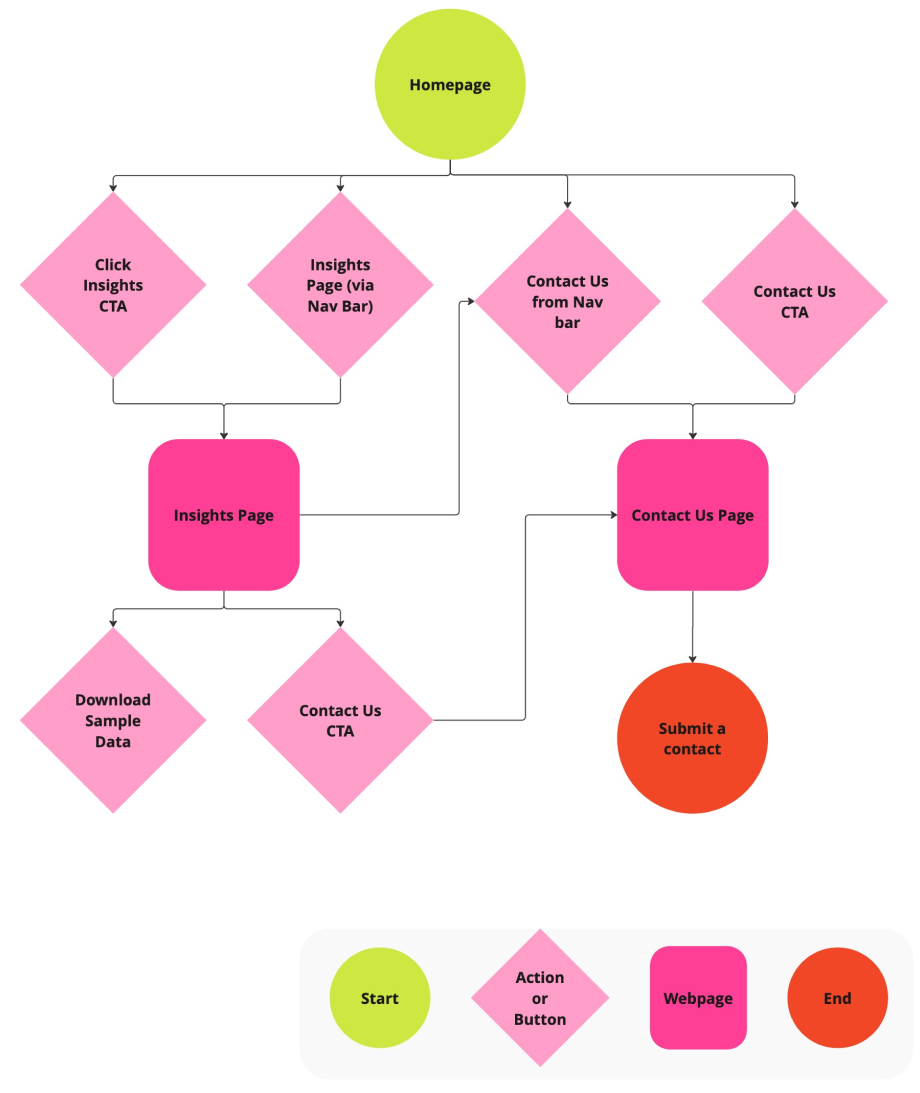 Homepage
Click
Insights
CTA
Insights
Page (via
Nav Bar)
Contact Us
from Nav
bar
Contact Us
CTA
Insights Page
Contact Us Page
Download
Sample
Data
Contact Us
CTA
Submit a
contact
Start
Action
or
Button
Webpage
End